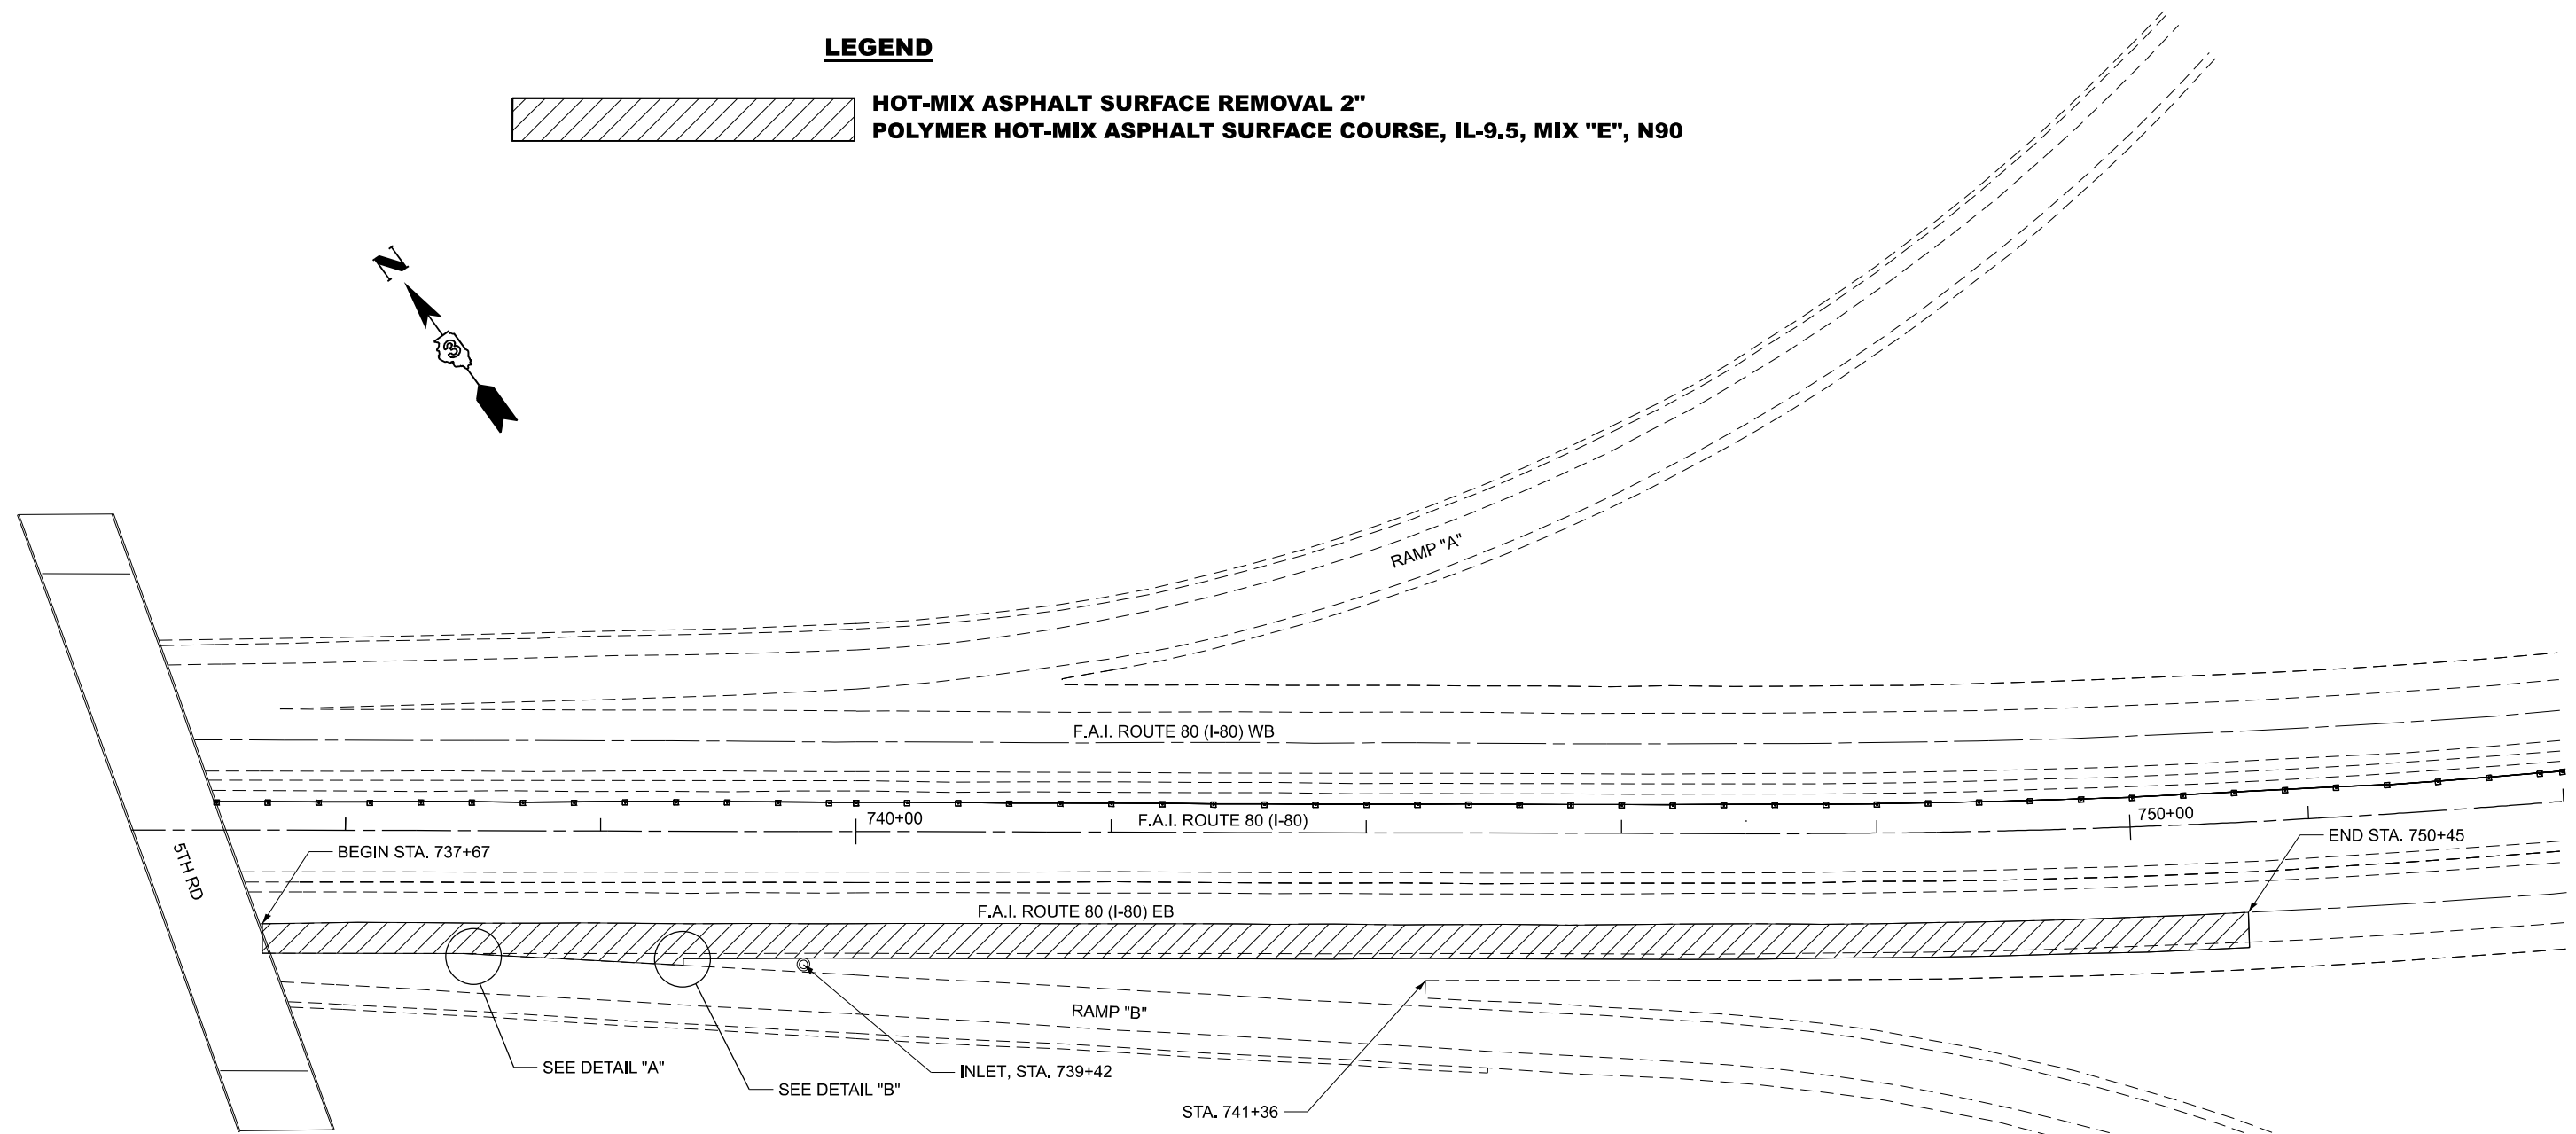 LEGEND
HOT-MIX ASPHALT SURFACE REMOVAL 2"
POLYMER HOT-MIX ASPHALT SURFACE COURSE, IL-9.5, MIX "E", N90
N
3
RAMP "A"
F.A.I. ROUTE 80 (I-80) WB
740+00
F.A.I. ROUTE 80 (I-80)
750+00
END STA. 750+45
BEGIN STA. 737+67
5TH RD
F.A.I. ROUTE 80 (I-80) EB
RAMP "B"
SEE DETAIL "A"
INLET, STA. 739+42
SEE DETAIL "B"
STA. 741+36